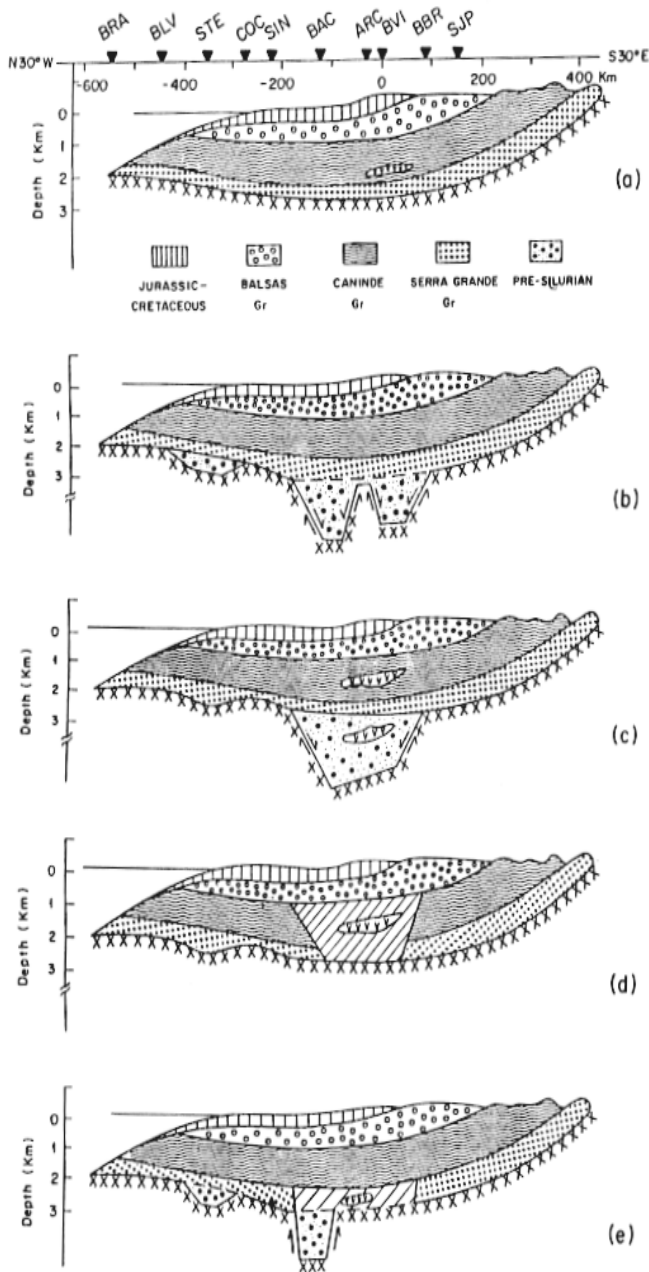 BRA BLV STE COC SIN BAC ARC BVI BBR SJP
N30°W S30°E
-600 -400 -200 0 200 400 Km
Depth (Km)
0
1
2
3
(a)
JURASSIC- CRETACEOUS
BALSAS Gr
CANINDE Gr
SERRA GRANDE Gr
PRE-SILURIAN
Depth (Km)
0
1
2
3
(b)
Depth (Km)
0
1
2
3
(c)
Depth (Km)
0
1
2
3
(d)
Depth (Km)
0
1
2
3
(e)